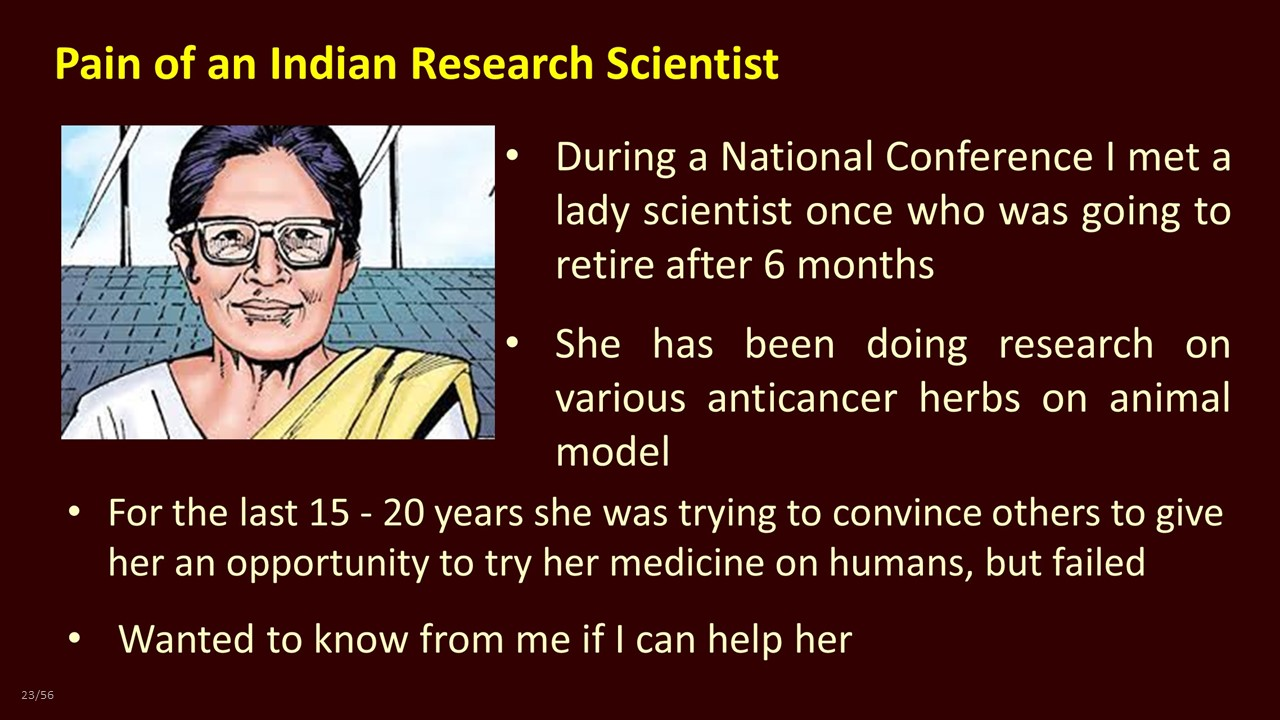 Pain of an Indian Research Scientist
• During a National Conference I met a
lady scientist once who was going to
retire after 6 months
• She has been doing research on
various anticancer herbs on animal
model
• For the last 15 - 20 years she was trying to convince others to give
her an opportunity to try her medicine on humans, but failed
• Wanted to know from me if I can help her
23/56